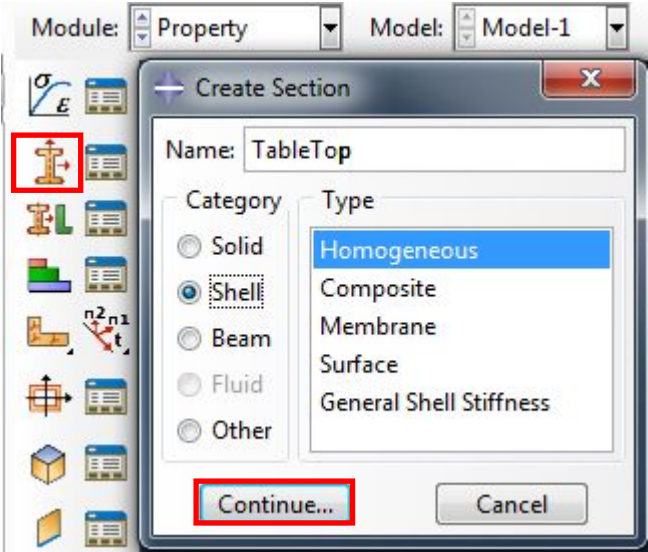 Module: Property Model: Model-1
σ ε
Create Section
Name: TableTop
Category Type
Solid
Shell
Beam
Fluid
Other
Homogeneous
Composite
Membrane
Surface
General Shell Stiffness
n2 n1
t
Continue... Cancel